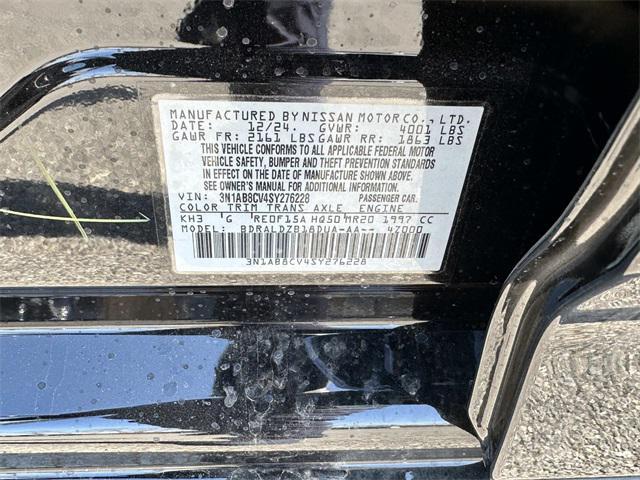 MANUFACTURED BY NISSAN MOTOR CO., LTD.
DATE: 12/24. GVWR: 4001 LBS
GAWR FR: 2161 LBS GAWR RR: 1863 LBS
THIS VEHICLE CONFORMS TO ALL APPLICABLE FEDERAL MOTOR
VEHICLE SAFETY, BUMPER AND THEFT PREVENTION STANDARDS
IN EFFECT ON THE DATE OF MANUFACTURE SHOWN ABOVE.
SEE OWNER'S MANUAL FOR ADDITIONAL INFORMATION.
VIN: 3N1AB8CV4SY276228 PASSENGER CAR.
COLOR TRIM TRANS AXLE ENGINE
KH3 G RE0F15A HQ50 MR20 1997 CC
MODEL: BDRALDZB18DUA-AA-- 4Z000
3N1AB8CV4SY276228